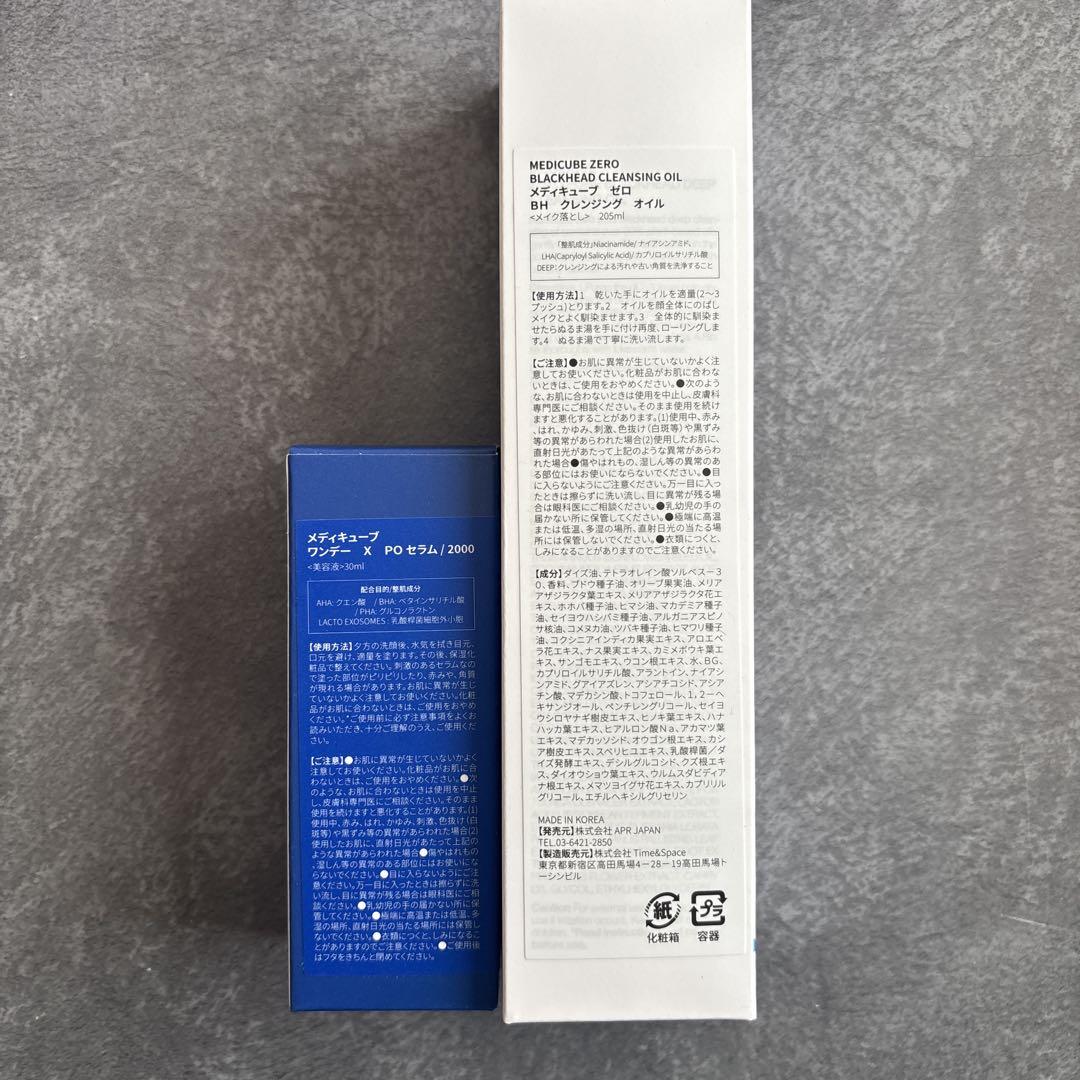 メディキューブ
ワンデー X PO セラム / 2000
<美容液>30ml
配合目的/整肌成分
AHA: クエン酸 / BHA: ベタインサリチル酸
/ PHA: グルコノラクトン
LACTO EXOSOMES : 乳酸桿菌細胞外小胞
【使用方法】夕方の洗顔後、水気を拭き目元、
口元を避け、適量を塗ります。その後、保湿化
粧品で整えてください。刺激のあるセラムなの
で塗った部位がピリピリしたり、赤みや、角質
が現れる場合があります。お肌に異常が生じ
ていないかよく注意してお使いください。化粧
品がお肌に合わないときは、ご使用をおやめ
ください。*ご使用前に必ず注意事項をよくお
読みいただき、十分ご理解のうえ、ご使用くだ
さい。
【ご注意】●お肌に異常が生じていないかよく
注意してお使いください。化粧品がお肌に合
わないときは、ご使用をおやめください。●次
のような、お肌に合わないときは使用を中止
し、皮膚科専門医にご相談ください。そのまま
使用を続けますと悪化することがあります。(1)
使用中、赤み、はれ、かゆみ、刺激、色抜け(白
斑等)や黒ずみ等の異常があらわれた場合(2)
使用したお肌に、直射日光があたって上記の
ような異常があらわれた場合●傷やはれもの
、湿しん等の異常のある部位にはお使いにな
らないでください。●目に入らないようにご注意
ください。万一目に入ったときは擦らずに洗
い流し、目に異常が残る場合は眼科医にご相
談ください。●乳幼児の手の届かない所に保
管してください。●極端に高温または低温、多
湿の場所、直射日光の当たる場所には保管し
ないでください。●衣類につくと、しみになるこ
とがありますのでご注意ください。●ご使用後
はフタをきちんと閉めてください。
MEDICUBE ZERO
BLACKHEAD CLEANSING OIL
メディキューブ ゼロ
BH クレンジング オイル
<メイク落とし> 205ml
「整肌成分」Niacinamide/ ナイアシンアミド、
LHA(Capryloyl Salicylic Acid)/ カプリロイルサリチル酸
DEEP：クレンジングによる汚れや古い角質を洗浄すること
【使用方法】1 乾いた手にオイルを適量(2～3
プッシュ)とります。2 オイルを顔全体にのばし
メイクとよく馴染ませます。3 全体的に馴染ま
せたらぬるま湯を手に付け再度、ローリングしま
す。4 ぬるま湯で丁寧に洗い流します。
【ご注意】●お肌に異常が生じていないかよく注
意してお使いください。化粧品がお肌に合わな
いときは、ご使用をおやめください。●次のよう
な、お肌に合わないときは使用を中止し、皮膚科
専門医にご相談ください。そのまま使用を続け
ますと悪化することがあります。(1)使用中、赤み
、はれ、かゆみ、刺激、色抜け(白斑等)や黒ずみ
等の異常があらわれた場合(2)使用したお肌に、
直射日光があたって上記のような異常があらわ
れた場合●傷やはれもの、湿しん等の異常のあ
る部位にはお使いにならないでください。●目
に入らないようにご注意ください。万一目に入っ
たときは擦らずに洗い流し、目に異常が残る場
合は眼科医にご相談ください。●乳幼児の手の
届かない所に保管してください。●極端に高温
または低温、多湿の場所、直射日光の当たる場
所には保管しないでください。●衣類につくと、
しみになることがありますのでご注意ください。
【成分】ダイズ油、テトラオレイン酸ソルベス－3
0、香料、ブドウ種子油、オリーブ果実油、メリア
アザジラクタ葉エキス、メリアアザジラクタ花エ
キス、ホホバ種子油、ヒマシ油、マカデミア種子
油、セイヨウハシバミ種子油、アルガニアスピノ
サ核油、コメヌカ油、ツバキ種子油、ヒマワリ種子
油、コクシニアインディカ果実エキス、アロエベ
ラ花エキス、ナス果実エキス、カミメボウキ葉エ
キス、サンゴモエキス、ウコン根エキス、水、BG、
カプリロイルサリチル酸、アラントイン、ナイアシ
ンアミド、グアイアズレン、アシアチコシド、アシア
チン酸、マデカシン酸、トコフェロール、1,2－ヘ
キサンジオール、ペンチレングリコール、セイヨ
ウシロヤナギ樹皮エキス、ヒノキ葉エキス、ハナ
ハッカ葉エキス、ヒアルロン酸Na、アカマツ葉
エキス、マデカッソシド、オウゴン根エキス、カシ
ア樹皮エキス、スベリヒユエキス、乳酸桿菌／ダ
イズ発酵エキス、デシルグルコシド、クズ根エキ
ス、ダイオウショウ葉エキス、ウルムスダビディア
ナ根エキス、メマツヨイグサ花エキス、カプリリル
グリコール、エチルヘキシルグリセリン
MADE IN KOREA
【発売元】株式会社 APR JAPAN
TEL.03-6421-2850
【製造販売元】株式会社 Time&Space
東京都新宿区高田馬場4－28－19高田馬場ト
ーシンビル
紙 プラ
化粧箱 容器